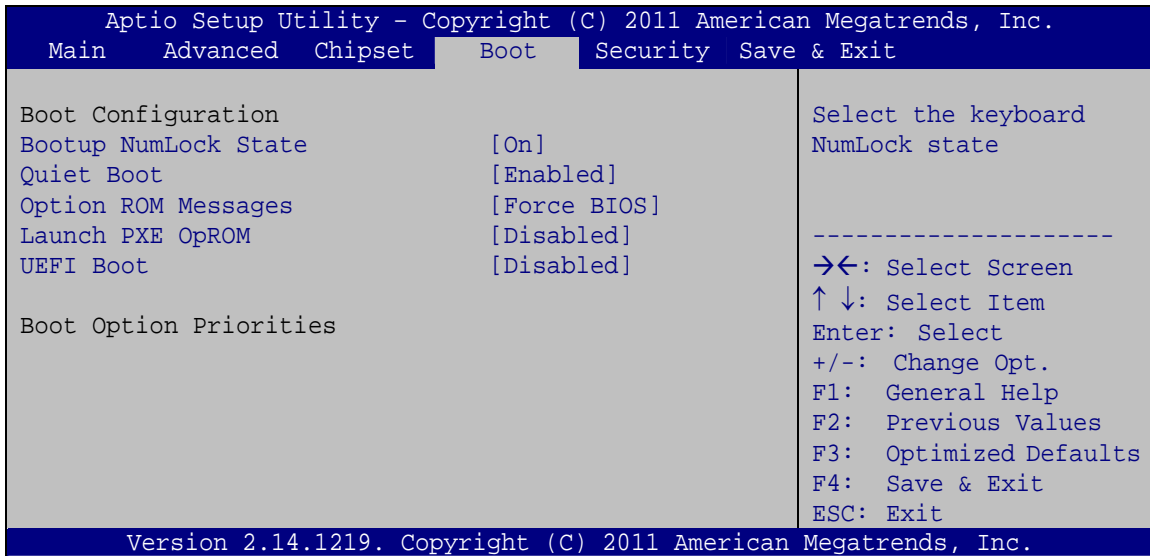 Aptio Setup Utility – Copyright (C) 2011 American Megatrends, Inc.
Main Advanced Chipset Boot Security Save & Exit
Boot Configuration
Bootup NumLock State [On]
Quiet Boot [Enabled]
Option ROM Messages [Force BIOS]
Launch PXE OpROM [Disabled]
UEFI Boot [Disabled]
Boot Option Priorities
Select the keyboard
NumLock state
---------------------
→←: Select Screen
↑ ↓: Select Item
Enter: Select
+/-: Change Opt.
F1: General Help
F2: Previous Values
F3: Optimized Defaults
F4: Save & Exit
ESC: Exit
Version 2.14.1219. Copyright (C) 2011 American Megatrends, Inc.